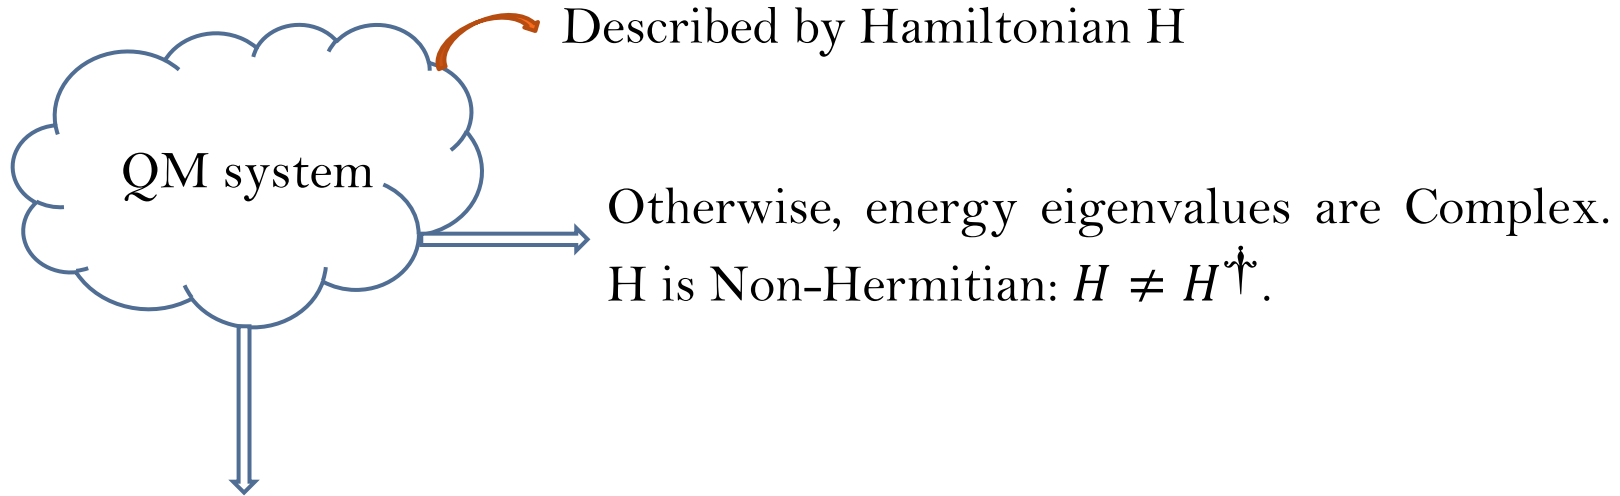 Described by Hamiltonian H
QM system
Otherwise, energy eigenvalues are Complex.
H is Non-Hermitian: H ≠ H†.